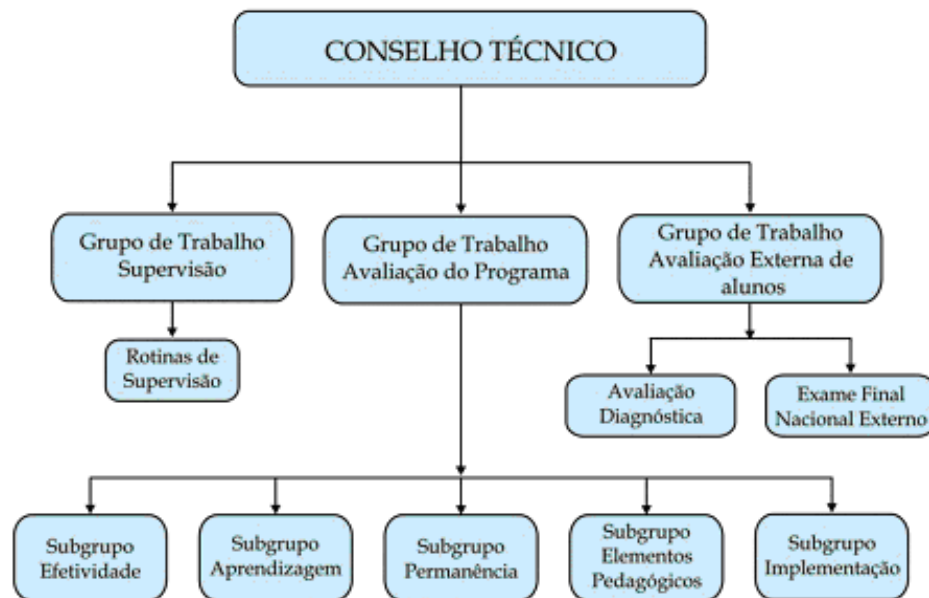 CONSELHO TÉCNICO
Grupo de Trabalho
Supervisão
Grupo de Trabalho
Avaliação do Programa
Grupo de Trabalho
Avaliação Externa de
alunos
Rotinas de
Supervisão
Avaliação
Diagnóstica
Exame Final
Nacional Externo
Subgrupo
Efetividade
Subgrupo
Aprendizagem
Subgrupo
Permanência
Subgrupo
Elementos
Pedagógicos
Subgrupo
Implementação